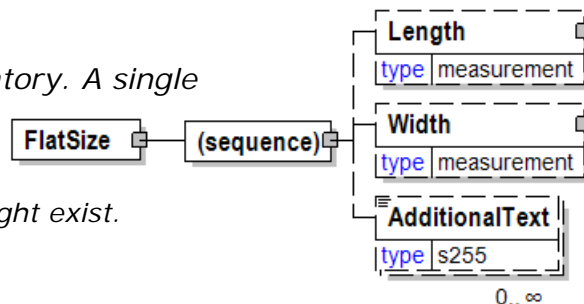 Length
type measurement
tory. A single
Width
FlatSize
(sequence)
type measurement
ght exist.
AdditionalText
type s255
0.. ∞